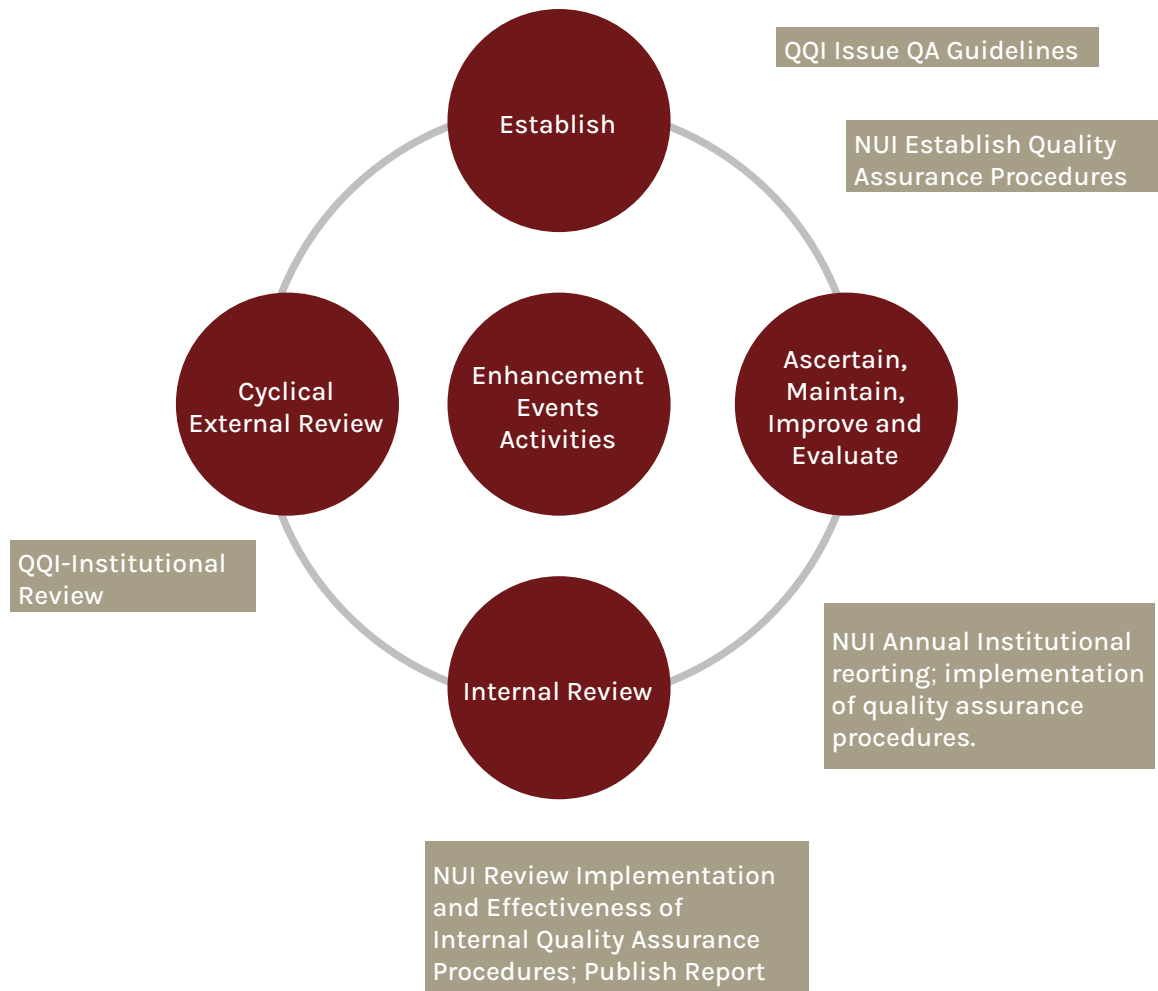 QQI Issue QA Guidelines
Establish
NUI Establish Quality
Assurance Procedures
Cyclical
External Review
Enhancement
Events
Activities
Ascertain,
Maintain,
Improve and
Evaluate
QQI-Institutional
Review
Internal Review
NUI Annual Institutional
reorting; implementation
of quality assurance
procedures.
NUI Review Implementation
and Effectiveness of
Internal Quality Assurance
Procedures; Publish Report